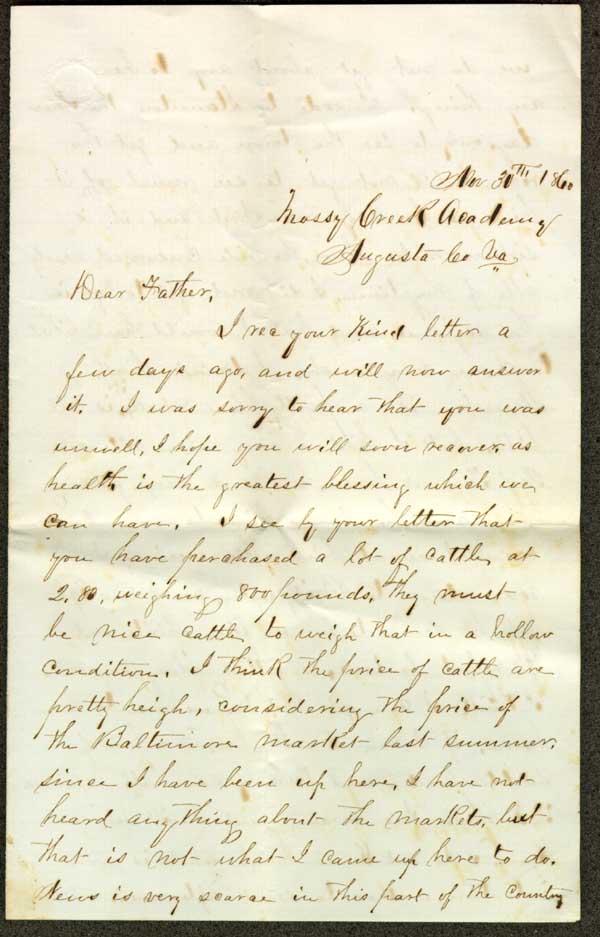 Nov 30TH 1860
Mossy Creek Academy
Augusta Co Va
Dear Father,
I rec your Kind letter a
few days ago, and will now answer
it. I was sorry to hear that you was
unwell, I hope you will soon recover, as
health is the greatest blessing which we
can have. I see by your letter that
you have perchased a lot of cattle at
2.80, weighing 800 pounds, they must
be nice cattle to weigh that in a hollow
condition. I think the price of cattle are
pretty heigh, considering the price of
the Baltimore market last summer.
since I have been up here, I have not
heard anything about the markets, but
that is not what I came up here to do.
News is very scarce in this part of the country